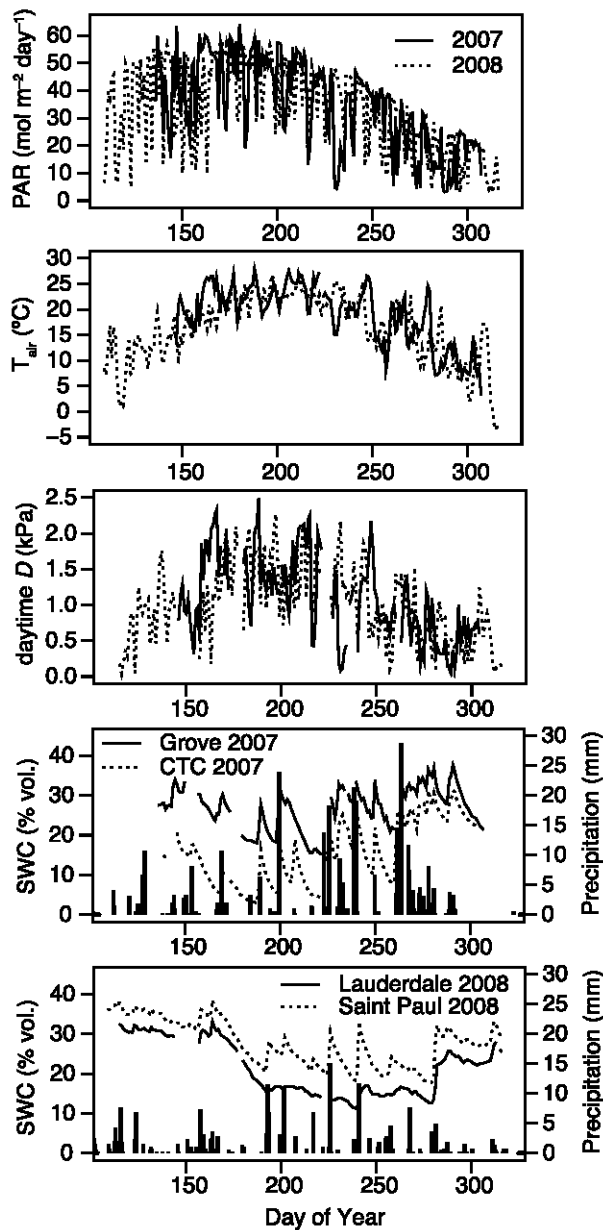 PAR (mol m⁻² day⁻¹)
60
50
40
30
20
10
0
2007
2008
150 200 250 300
T_air (ºC)
30
25
20
15
10
5
0
−5
150 200 250 300
daytime D (kPa)
2.5
2.0
1.5
1.0
0.5
0.0
150 200 250 300
SWC (% vol.)
40
30
20
10
0
Grove 2007
CTC 2007
30
25
20
15
10
5
0
Precipitation (mm)
150 200 250 300
SWC (% vol.)
40
30
20
10
0
Lauderdale 2008
Saint Paul 2008
30
25
20
15
10
5
0
Precipitation (mm)
150 200 250 300
Day of Year